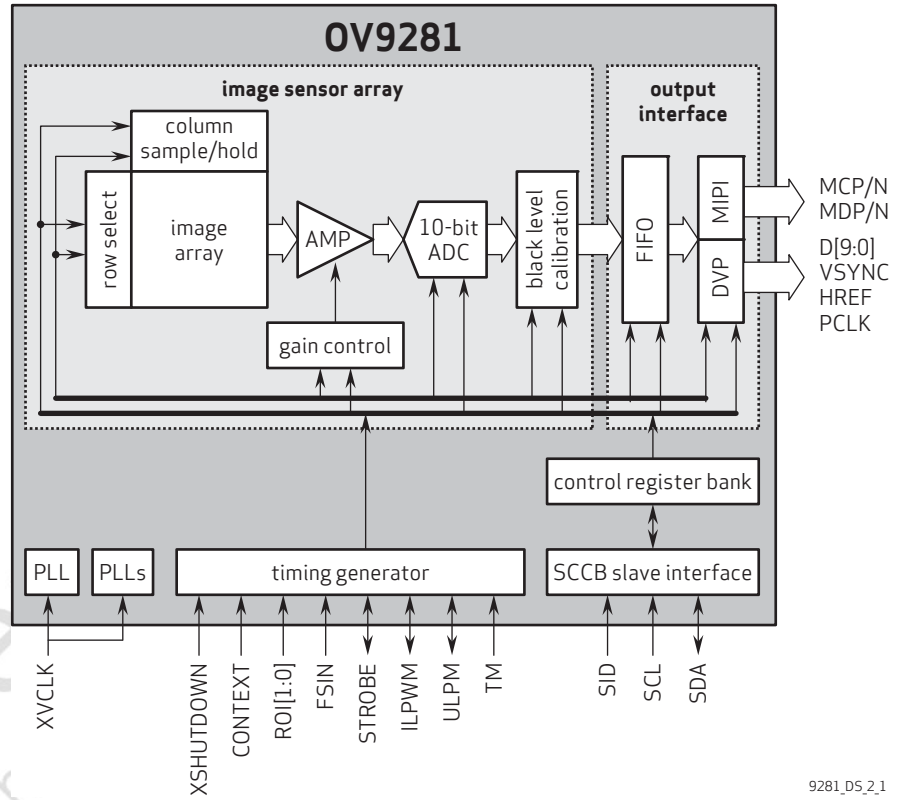 OV9281
image sensor array
output
interface
column
sample/hold
row select
image
array
AMP
10-bit
ADC
black level
calibration
FIFO
MIPI
DVP
MCP/N
MDP/N
D[9:0]
VSYNC
HREF
PCLK
gain control
control register bank
PLL
PLLs
timing generator
SCCB slave interface
XVCLK
XSHUTDOWN
CONTEXT
ROI[1:0]
FSIN
STROBE
ILPWM
ULPM
TM
SID
SCL
SDA
9281_DS_2_1